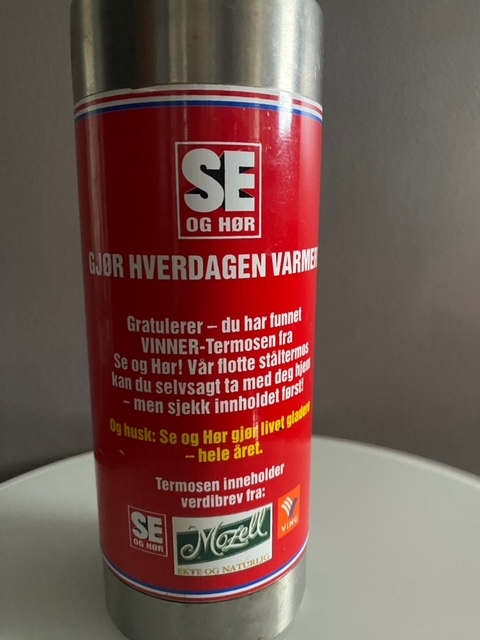 SE
OG HØR
GJØR HVERDAGEN VARMERE
Gratulerer – du har funnet
VINNER-Termosen fra
Se og Hør! Vår flotte ståltermos
kan du selvsagt ta med deg hjem
– men sjekk innholdet først!
Og husk: Se og Hør gjør livet gladere
– hele året.
Termosen inneholder
verdibrev fra:
SE
OG HØR
Mozell
EKTE OG NATURLIG
VING